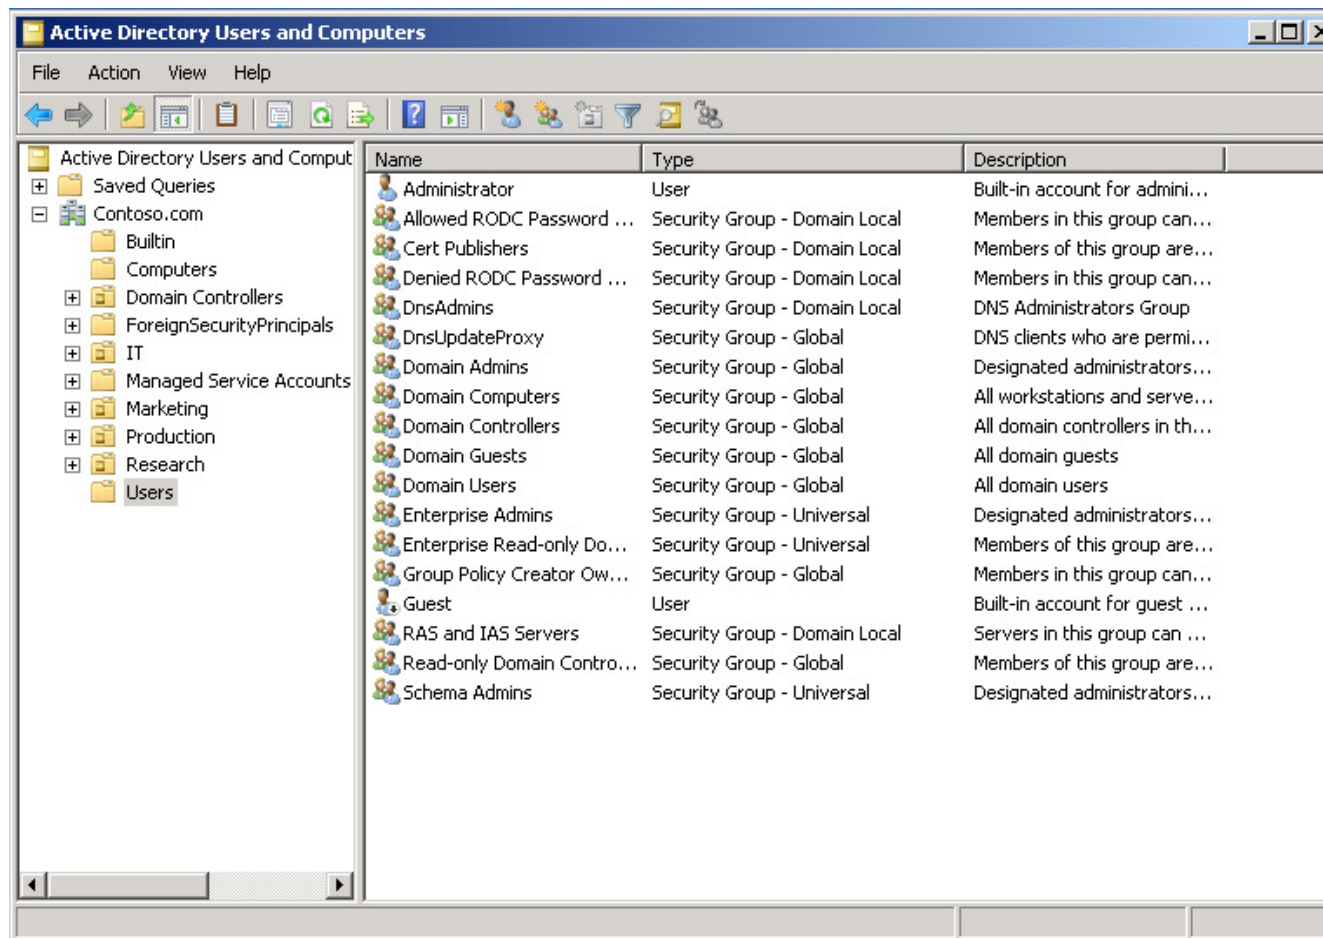 Active Directory Users and Computers
File Action View Help
Active Directory Users and Comput
Saved Queries
Contoso.com
Builtin
Computers
Domain Controllers
ForeignSecurityPrincipals
IT
Managed Service Accounts
Marketing
Production
Research
Users
Name Type Description
Administrator User Built-in account for admini...
Allowed RODC Password ... Security Group - Domain Local Members in this group can...
Cert Publishers Security Group - Domain Local Members of this group are...
Denied RODC Password ... Security Group - Domain Local Members in this group can...
DnsAdmins Security Group - Domain Local DNS Administrators Group
DnsUpdateProxy Security Group - Global DNS clients who are permi...
Domain Admins Security Group - Global Designated administrators...
Domain Computers Security Group - Global All workstations and serve...
Domain Controllers Security Group - Global All domain controllers in th...
Domain Guests Security Group - Global All domain guests
Domain Users Security Group - Global All domain users
Enterprise Admins Security Group - Universal Designated administrators...
Enterprise Read-only Do... Security Group - Universal Members of this group are...
Group Policy Creator Ow... Security Group - Global Members in this group can...
Guest User Built-in account for guest ...
RAS and IAS Servers Security Group - Domain Local Servers in this group can ...
Read-only Domain Contro... Security Group - Global Members of this group are...
Schema Admins Security Group - Universal Designated administrators...